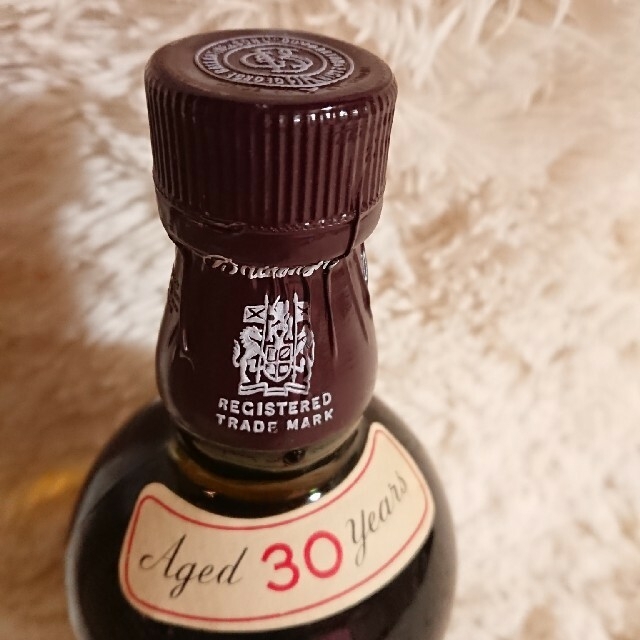 REGISTERED
TRADE MARK
Aged 30 Years